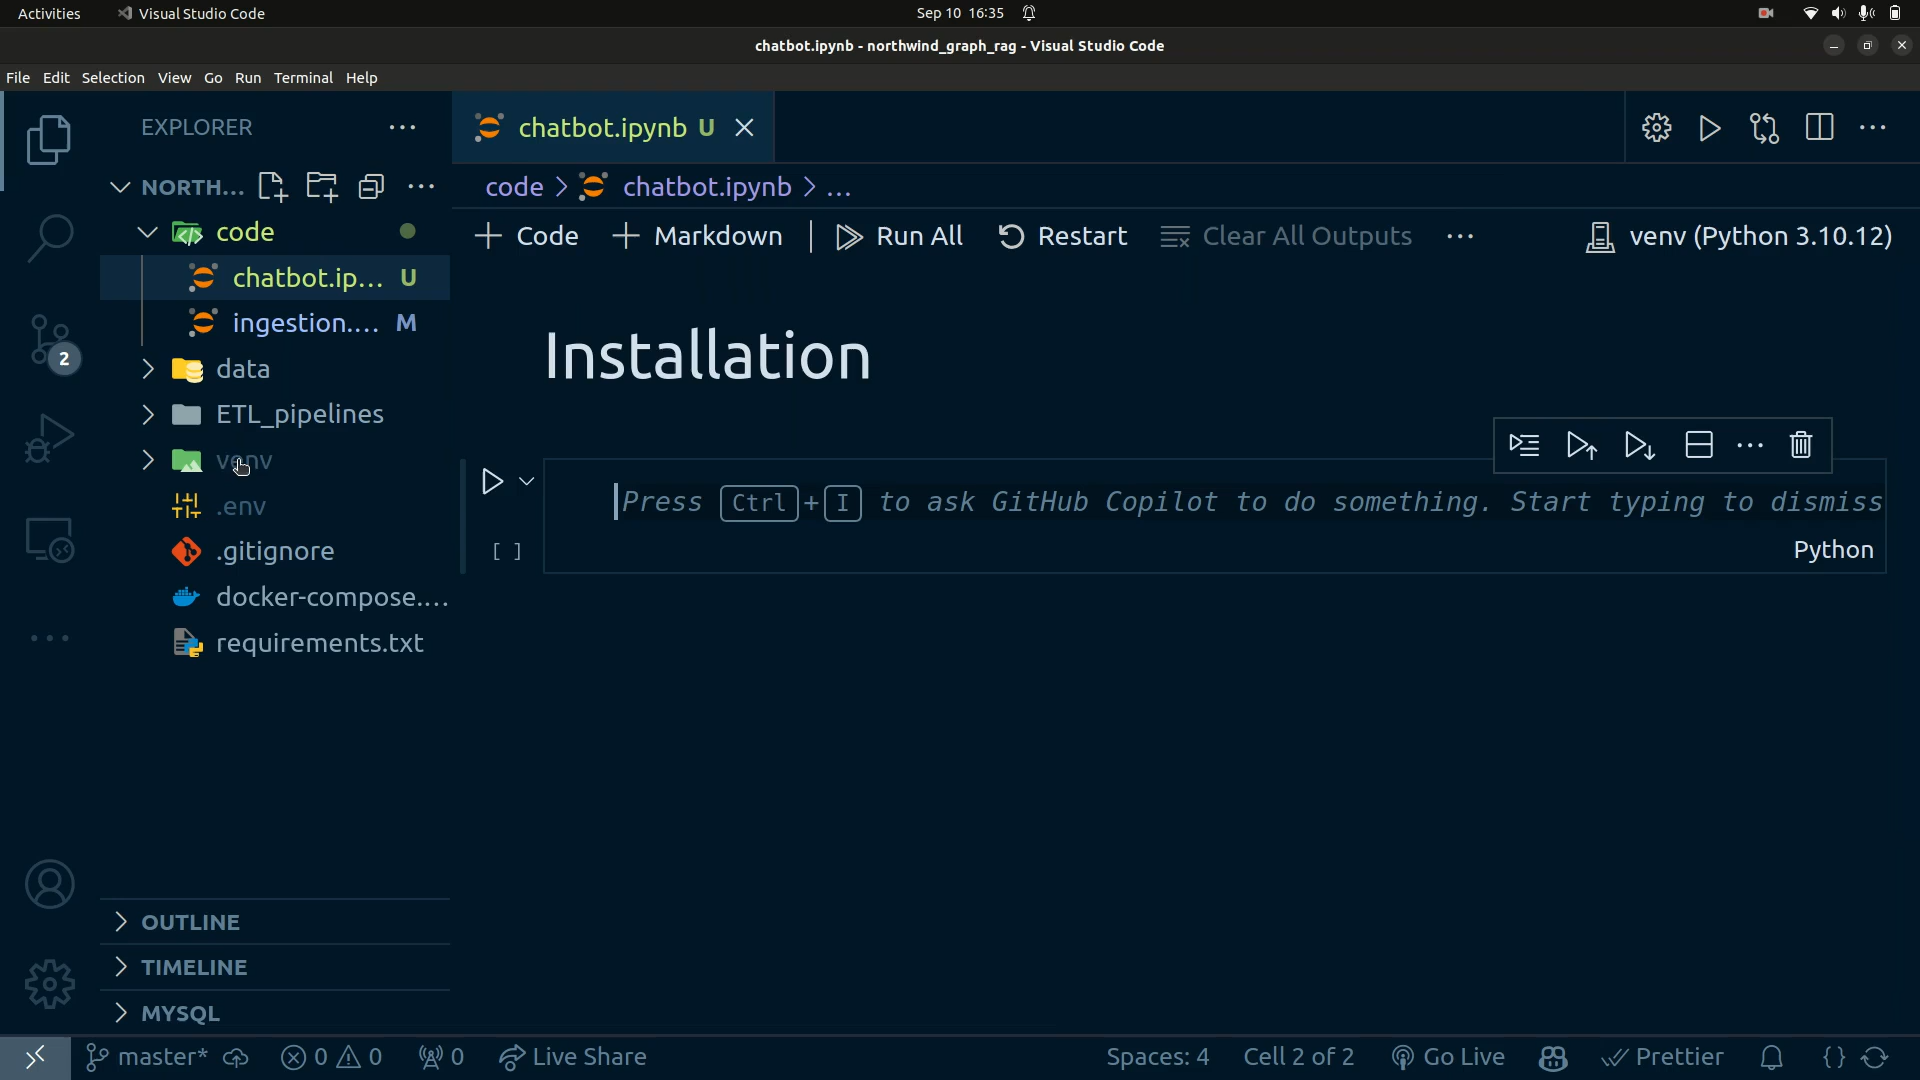 Activities
Visual Studio Code
Sep 10 16:35
chatbot.ipynb - northwind_graph_rag - Visual Studio Code
File Edit Selection View Go Run Terminal Help
EXPLORER
chatbot.ipynb U
NORTH...
code > chatbot.ipynb > ...
code
+ Code + Markdown | Run All Restart Clear All Outputs ... venv (Python 3.10.12)
chatbot.ip... U
ingestion.... M
2
data
ETL_pipelines
venv
.env
.gitignore
docker-compose....
requirements.txt
Installation
Press Ctrl+I to ask GitHub Copilot to do something. Start typing to dismiss
[ ]
Python
OUTLINE
TIMELINE
MYSQL
master* 0 0 0 Live Share Spaces: 4 Cell 2 of 2 Go Live Prettier {}